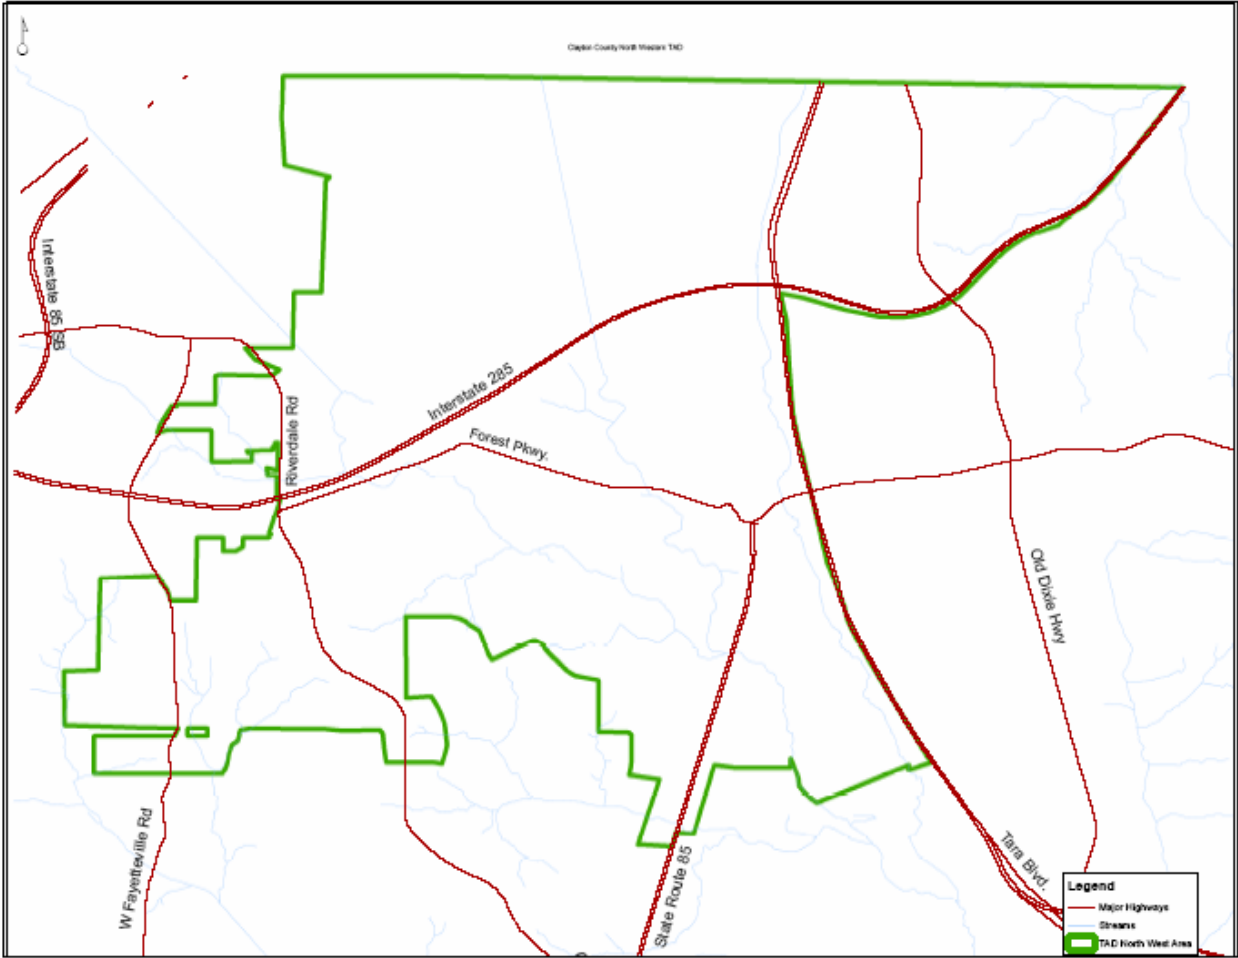 Clayton County North Western TAD
Interstate 85 SB
Riverdale Rd
Interstate 285
Forest Pkwy.
Old Dixie Hwy
W Fayetteville Rd
State Route 85
Tara Blvd.
Legend
Major Highways
Streams
TAD North West Area